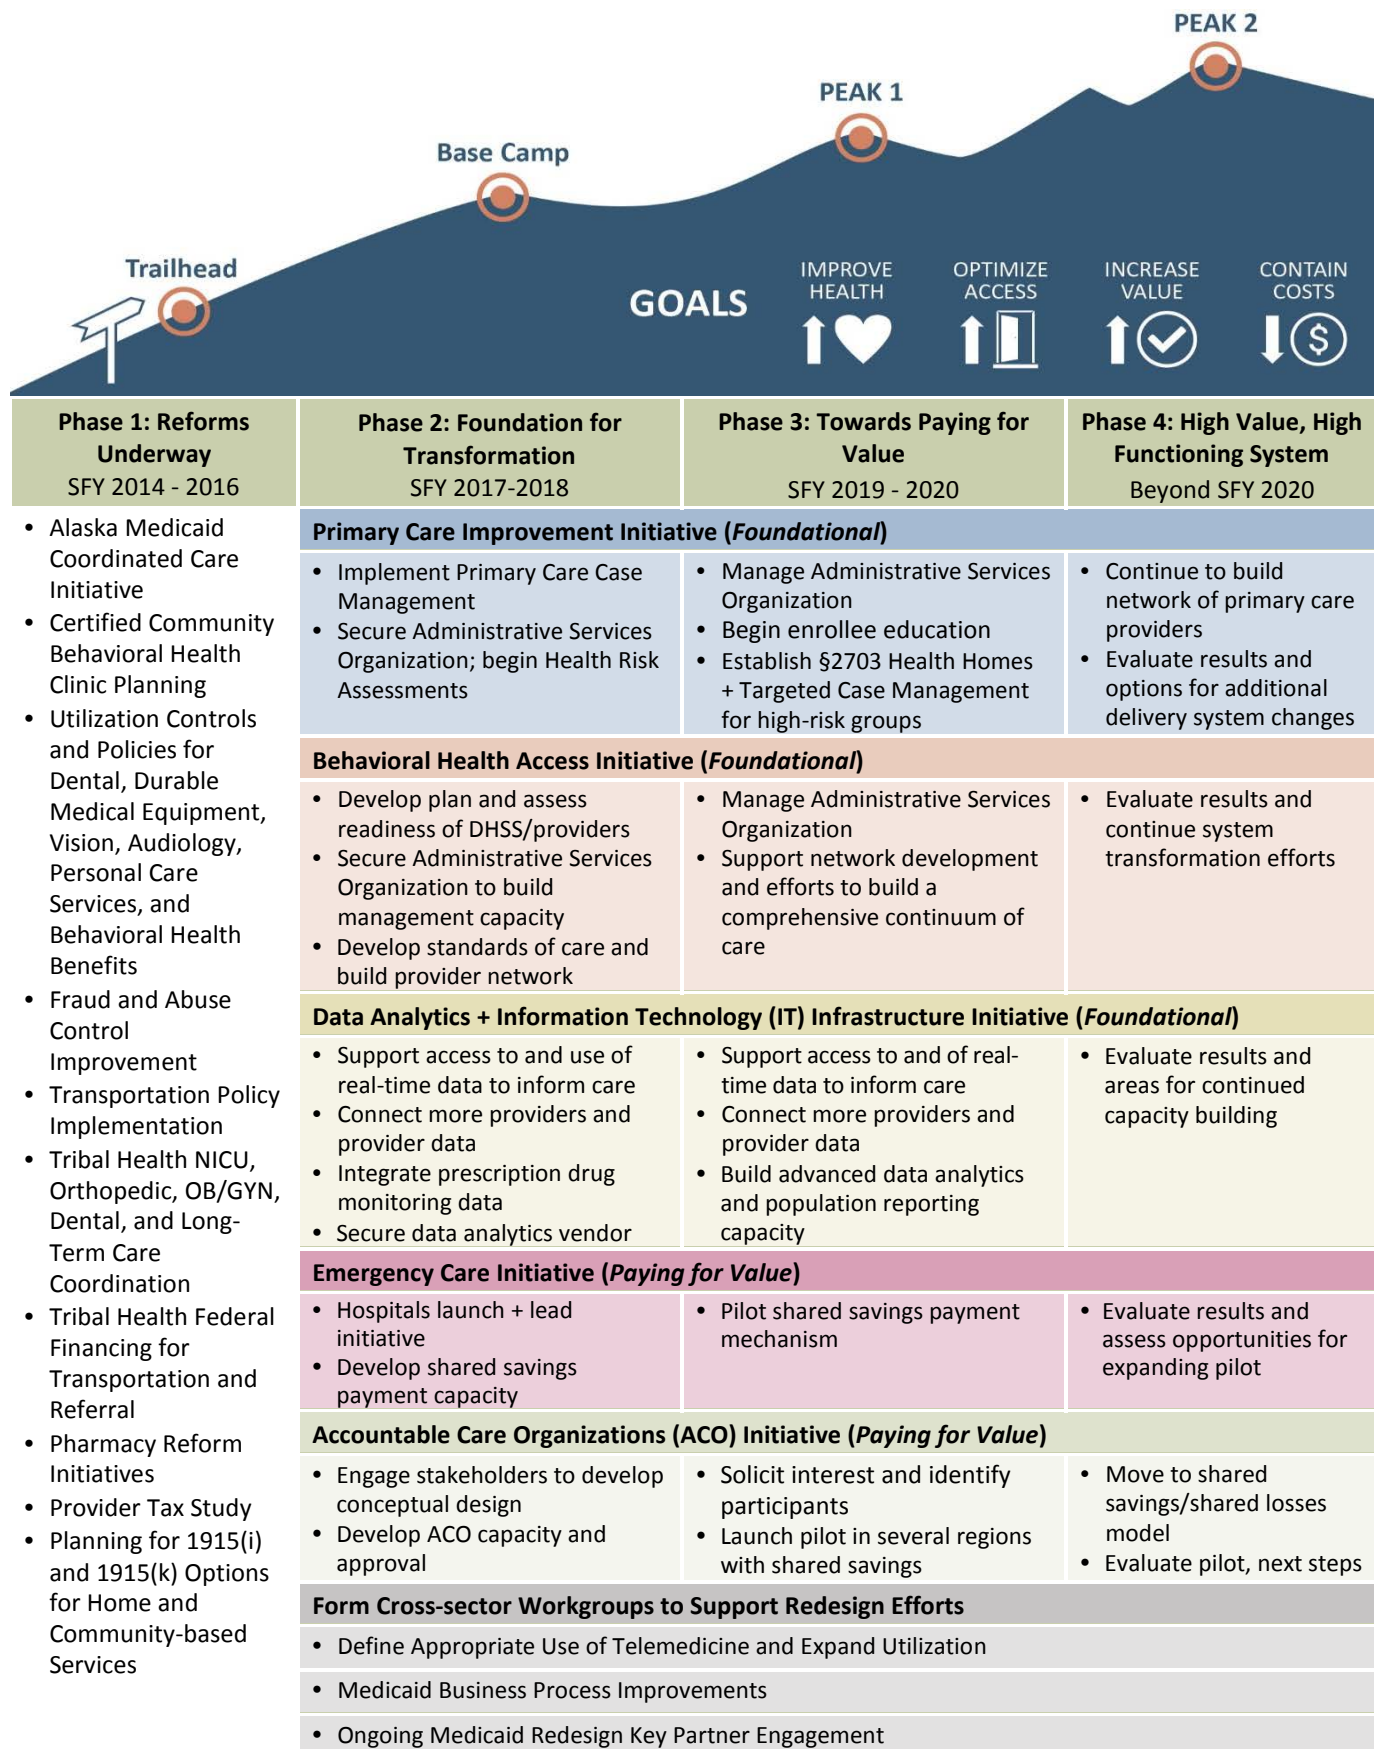 PEAK 2
PEAK 1
Base Camp
Trailhead
GOALS
IMPROVE
HEALTH
OPTIMIZE
ACCESS
INCREASE
VALUE
CONTAIN
COSTS
$
Phase 1: Reforms
Underway
SFY 2014 - 2016
Phase 2: Foundation for
Transformation
SFY 2017-2018
Phase 3: Towards Paying for
Value
SFY 2019 - 2020
Phase 4: High Value, High
Functioning System
Beyond SFY 2020
• Alaska Medicaid
Coordinated Care
Initiative
• Certified Community
Behavioral Health
Clinic Planning
• Utilization Controls
and Policies for
Dental, Durable
Medical Equipment,
Vision, Audiology,
Personal Care
Services, and
Behavioral Health
Benefits
• Fraud and Abuse
Control
Improvement
• Transportation Policy
Implementation
• Tribal Health NICU,
Orthopedic, OB/GYN,
Dental, and Long-
Term Care
Coordination
• Tribal Health Federal
Financing for
Transportation and
Referral
• Pharmacy Reform
Initiatives
• Provider Tax Study
• Planning for 1915(i)
and 1915(k) Options
for Home and
Community-based
Services
Primary Care Improvement Initiative (Foundational)
• Implement Primary Care Case
Management
• Secure Administrative Services
Organization; begin Health Risk
Assessments
• Manage Administrative Services
Organization
• Begin enrollee education
• Establish §2703 Health Homes
+ Targeted Case Management
for high-risk groups
• Continue to build
network of primary care
providers
• Evaluate results and
options for additional
delivery system changes
Behavioral Health Access Initiative (Foundational)
• Develop plan and assess
readiness of DHSS/providers
• Secure Administrative Services
Organization to build
management capacity
• Develop standards of care and
build provider network
• Manage Administrative Services
Organization
• Support network development
and efforts to build a
comprehensive continuum of
care
• Evaluate results and
continue system
transformation efforts
Data Analytics + Information Technology (IT) Infrastructure Initiative (Foundational)
• Support access to and use of
real-time data to inform care
• Connect more providers and
provider data
• Integrate prescription drug
monitoring data
• Secure data analytics vendor
• Support access to and of real-
time data to inform care
• Connect more providers and
provider data
• Build advanced data analytics
and population reporting
capacity
• Evaluate results and
areas for continued
capacity building
Emergency Care Initiative (Paying for Value)
• Hospitals launch + lead
initiative
• Develop shared savings
payment capacity
• Pilot shared savings payment
mechanism
• Evaluate results and
assess opportunities for
expanding pilot
Accountable Care Organizations (ACO) Initiative (Paying for Value)
• Engage stakeholders to develop
conceptual design
• Develop ACO capacity and
approval
• Solicit interest and identify
participants
• Launch pilot in several regions
with shared savings
• Move to shared
savings/shared losses
model
• Evaluate pilot, next steps
Form Cross-sector Workgroups to Support Redesign Efforts
• Define Appropriate Use of Telemedicine and Expand Utilization
• Medicaid Business Process Improvements
• Ongoing Medicaid Redesign Key Partner Engagement